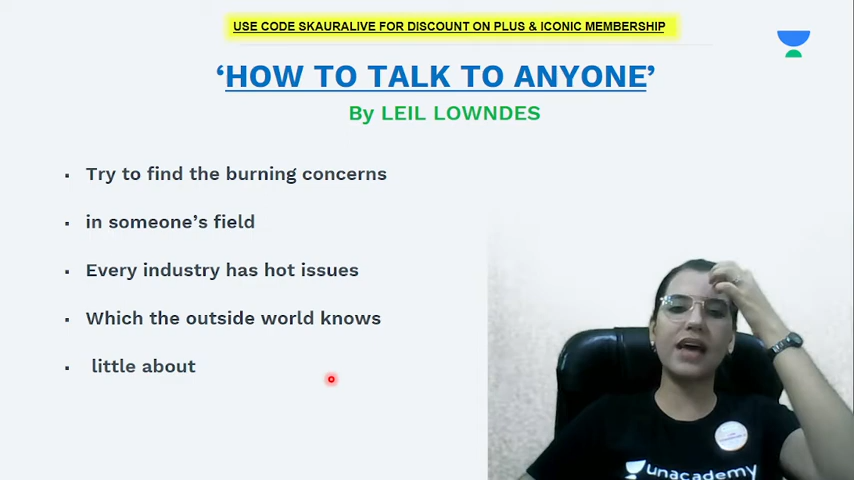 USE CODE SKAURALIVE FOR DISCOUNT ON PLUS & ICONIC MEMBERSHIP
‘HOW TO TALK TO ANYONE’
By LEIL LOWNDES
▪ Try to find the burning concerns
▪ in someone’s field
▪ Every industry has hot issues
▪ Which the outside world knows
▪ little about
unacademy